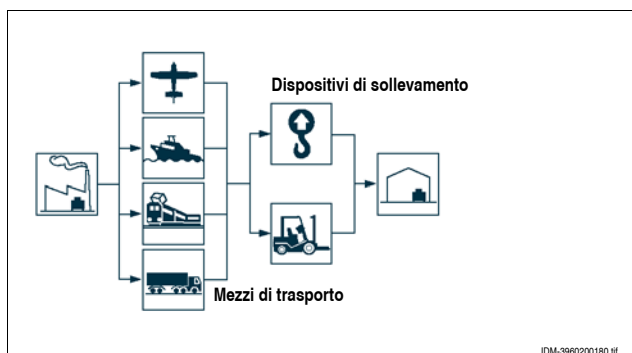 Dispositivi di sollevamento
Mezzi di trasporto
IDM-3960200180.tif